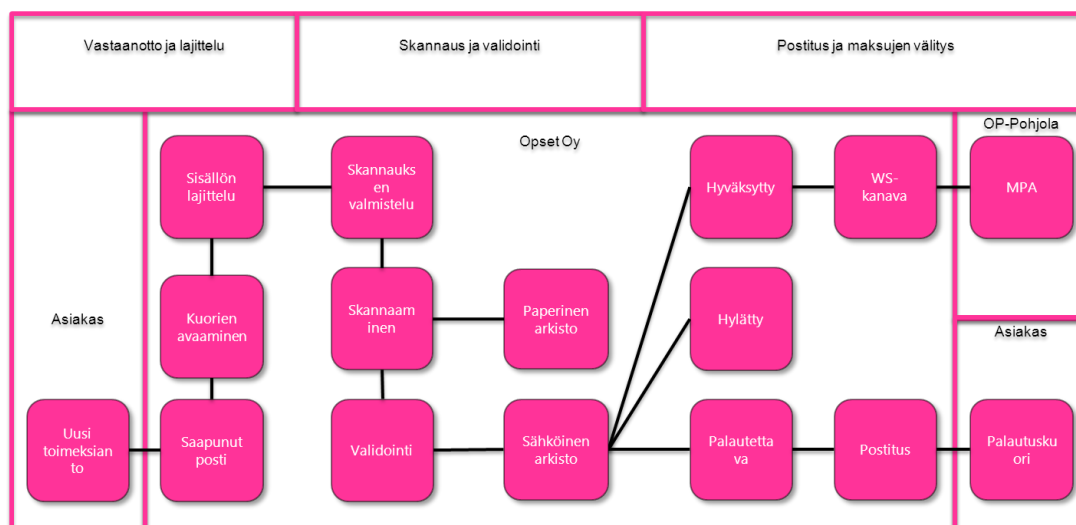 Vastaanotto ja lajittelu
Skannaus ja validointi
Postitus ja maksujen välitys
Opset Oy
OP-Pohjola
Sisällön
lajittelu
Skannauks
en
valmistelu
Hyväksytty
WS-
kanava
MPA
Asiakas
Kuorien
avaaminen
Skannaam
inen
Paperinen
arkisto
Hylätty
Asiakas
Uusi
toimeksia
nto
Saapunut
posti
Validointi
Sähköinen
arkisto
Palautetta
va
Postitus
Palautusku
ori